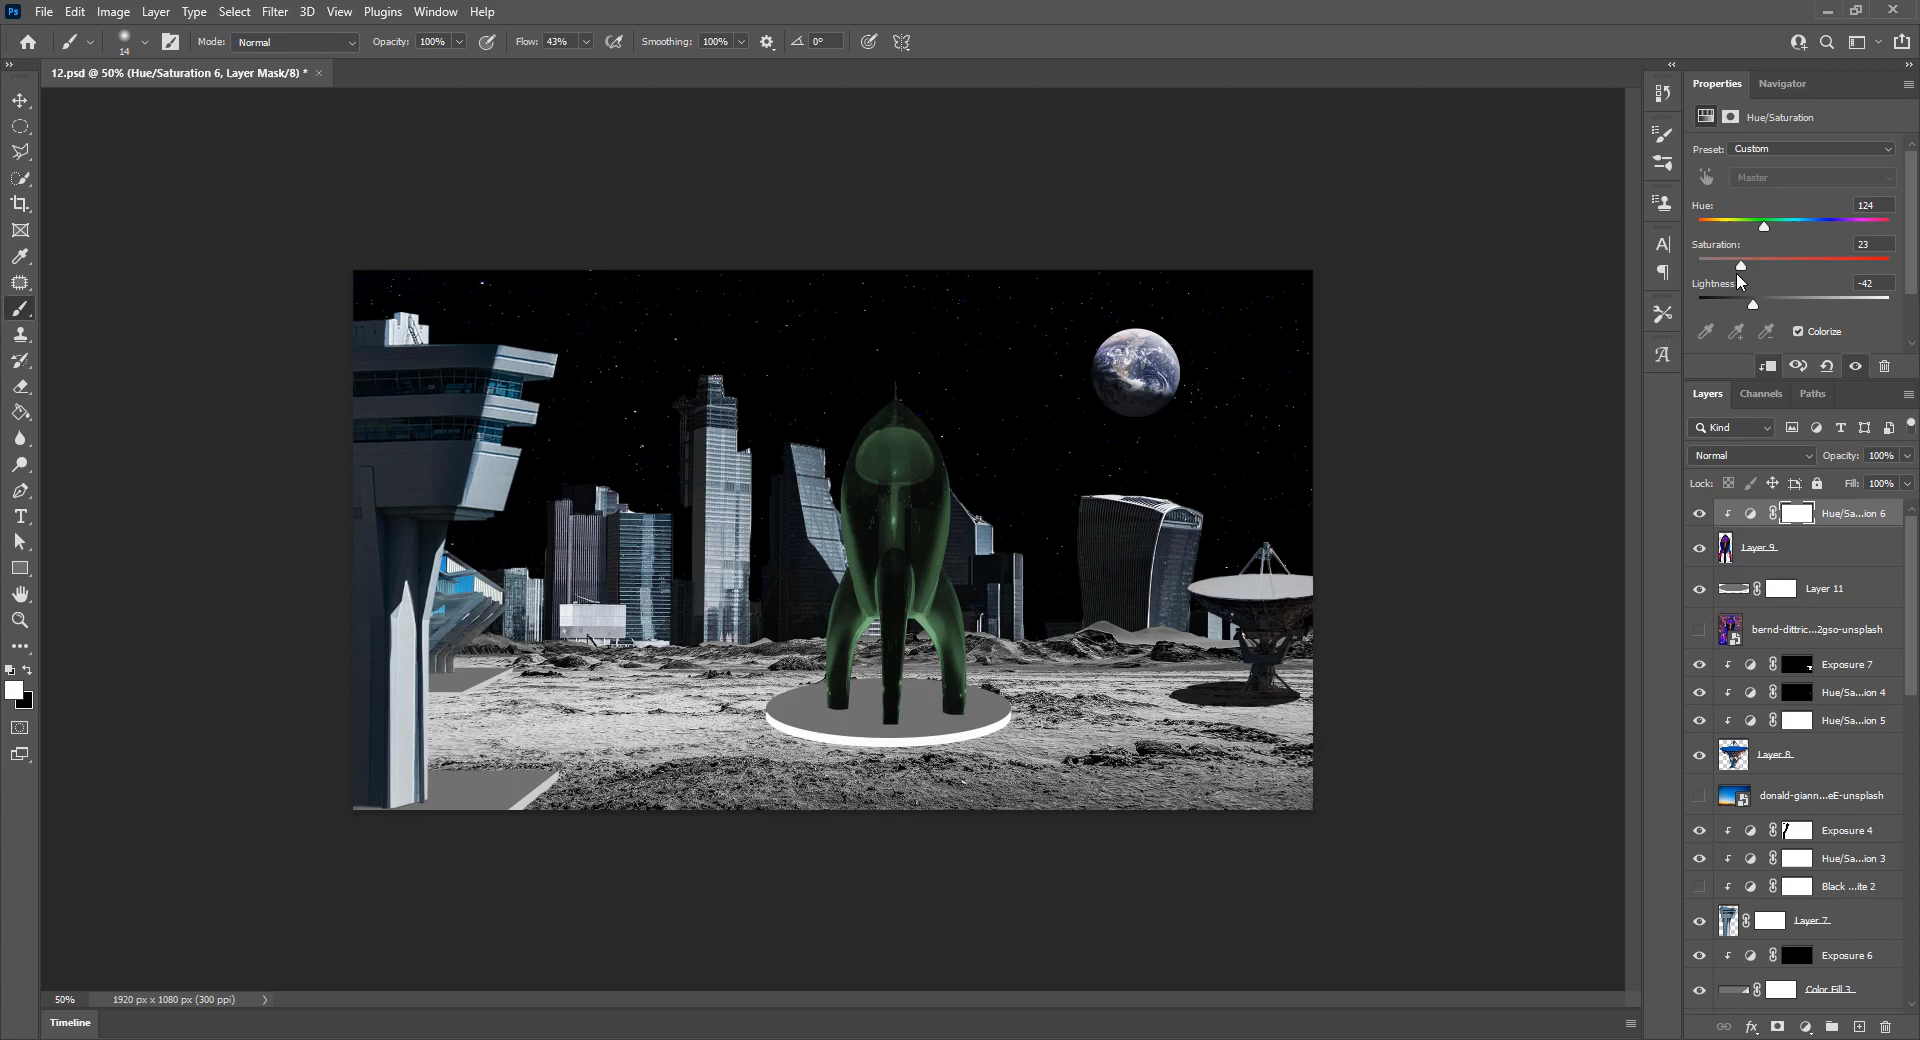 Ps File Edit Image Layer Type Select Filter 3D View Plugins Window Help
14 Mode: Normal Opacity: 100% Flow: 43% Smoothing: 100% 0°
12.psd @ 50% (Hue/Saturation 6, Layer Mask/8) *
Properties Navigator
Hue/Saturation
Preset: Custom
Master
Hue: 124
Saturation: 23
Lightness -42
Colorize
Layers Channels Paths
Kind
Normal Opacity: 100%
Lock: Fill: 100%
Hue/Sa...ion 6
Layer 9
Layer 11
bernd-dittric...2gso-unsplash
Exposure 7
Hue/Sa...ion 4
Hue/Sa...ion 5
Layer 8
donald-giann...eE-unsplash
Exposure 4
Hue/Sa...ion 3
Black ...ite 2
Layer 7
Exposure 6
Color Fill 3
50% 1920 px x 1080 px (300 ppi)
Timeline